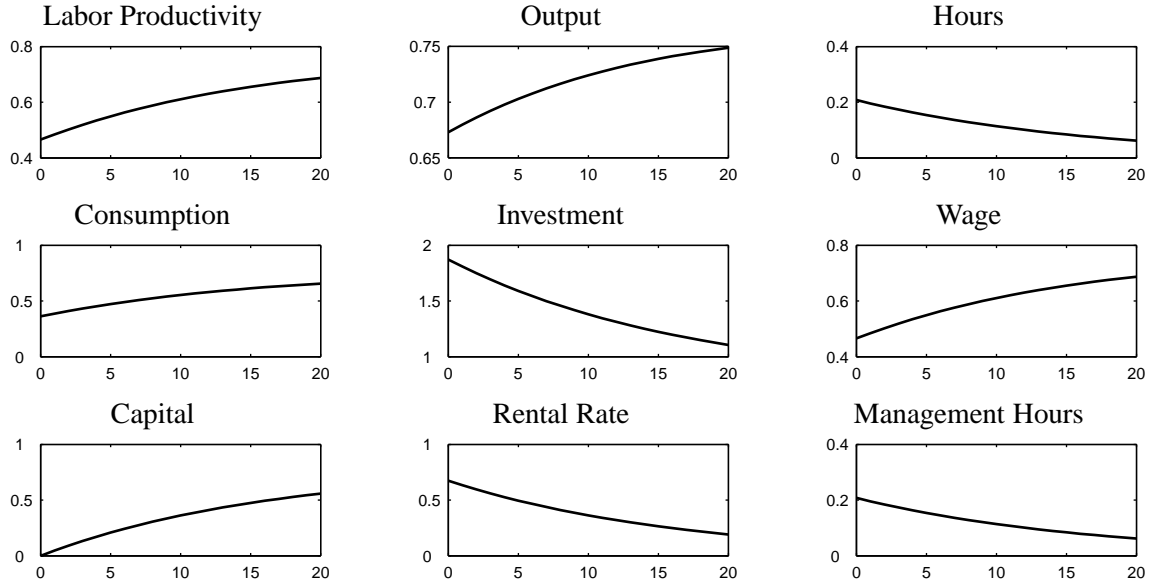 Labor Productivity Output Hours
0.8 0.75 0.4
0.6 0.7 0.2
0.4 0.65 0
0 5 10 15 20 0 5 10 15 20 0 5 10 15 20
Consumption Investment Wage
1 2 0.8
0.5 1.5 0.6
0 1 0.4
0 5 10 15 20 0 5 10 15 20 0 5 10 15 20
Capital Rental Rate Management Hours
1 1 0.4
0.5 0.5 0.2
0 0 0
0 5 10 15 20 0 5 10 15 20 0 5 10 15 20